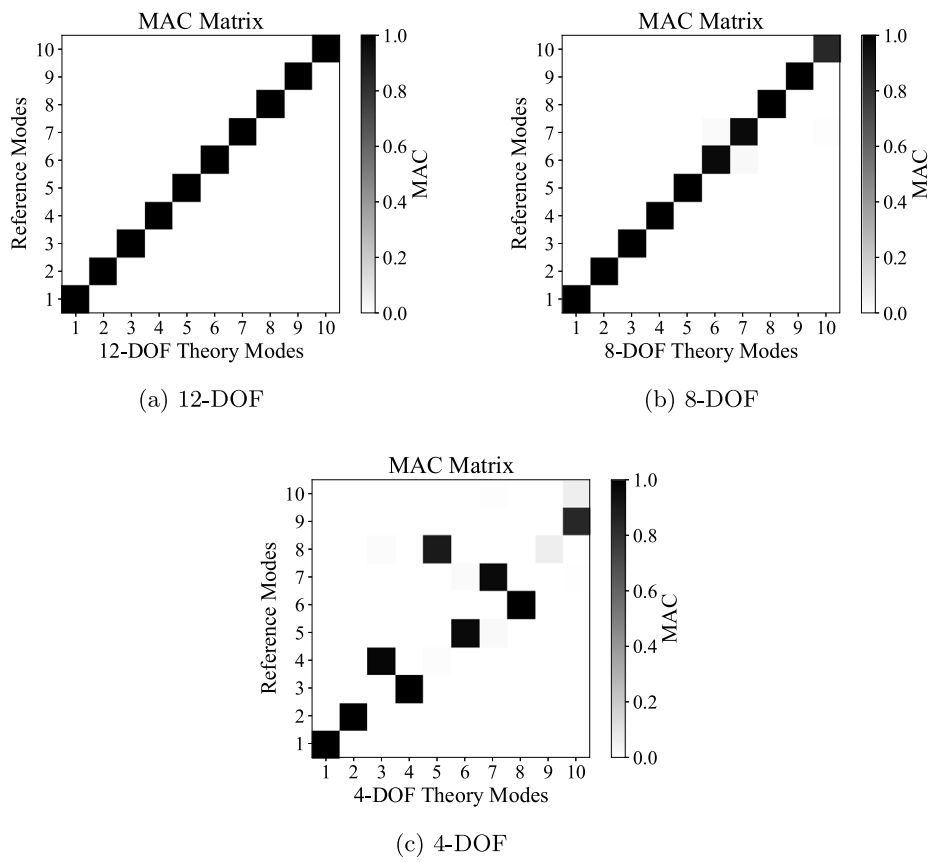 MAC Matrix
10
9
8
7
6
5
4
3
2
1
Reference Modes
1 2 3 4 5 6 7 8 9 10
12-DOF Theory Modes
1.0
0.8
0.6
0.4
0.2
0.0
MAC
(a) 12-DOF
MAC Matrix
10
9
8
7
6
5
4
3
2
1
Reference Modes
1 2 3 4 5 6 7 8 9 10
8-DOF Theory Modes
1.0
0.8
0.6
0.4
0.2
0.0
MAC
(b) 8-DOF
MAC Matrix
10
9
8
7
6
5
4
3
2
1
Reference Modes
1 2 3 4 5 6 7 8 9 10
4-DOF Theory Modes
1.0
0.8
0.6
0.4
0.2
0.0
MAC
(c) 4-DOF